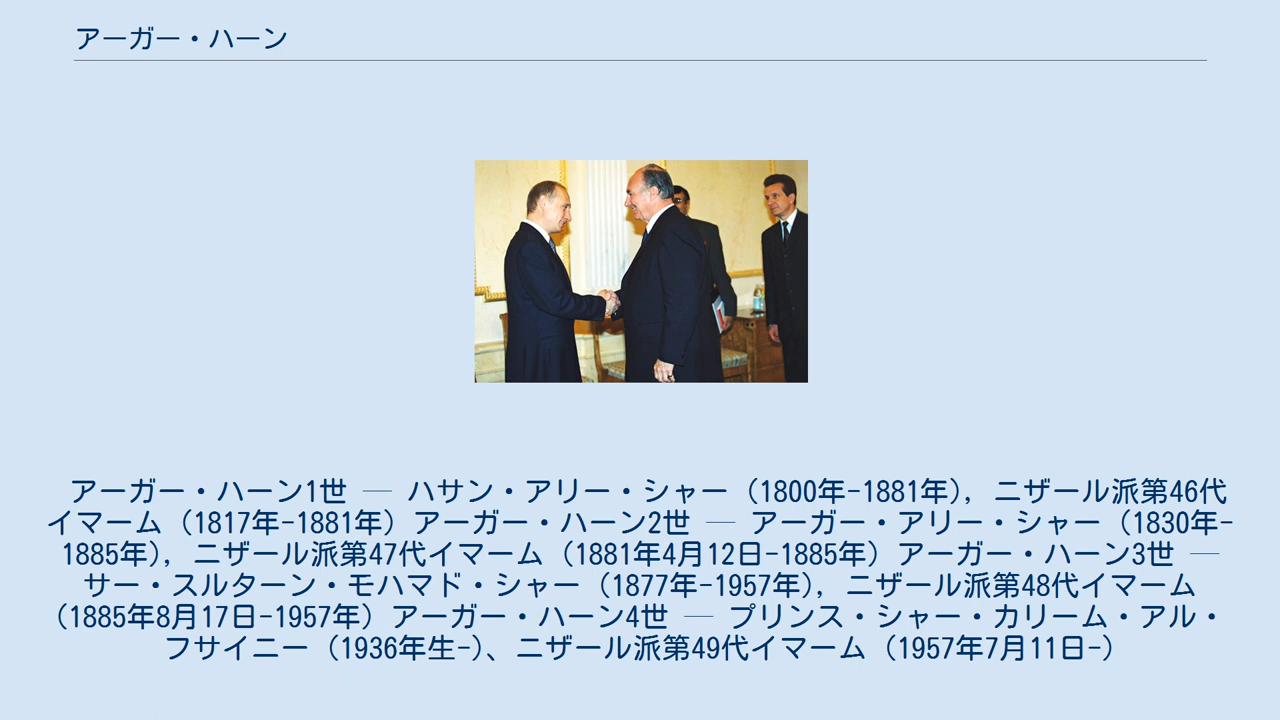 アーガー・ハーン
アーガー・ハーン1世 ― ハサン・アリー・シャー（1800年-1881年），ニザール派第46代
イマーム（1817年-1881年）アーガー・ハーン2世 ― アーガー・アリー・シャー（1830年-
1885年），ニザール派第47代イマーム（1881年4月12日-1885年）アーガー・ハーン3世 ―
サー・スルターン・モハマド・シャー（1877年-1957年），ニザール派第48代イマーム
（1885年8月17日-1957年）アーガー・ハーン4世 ― プリンス・シャー・カリーム・アル・
フサイニー（1936年生-）、ニザール派第49代イマーム（1957年7月11日-）